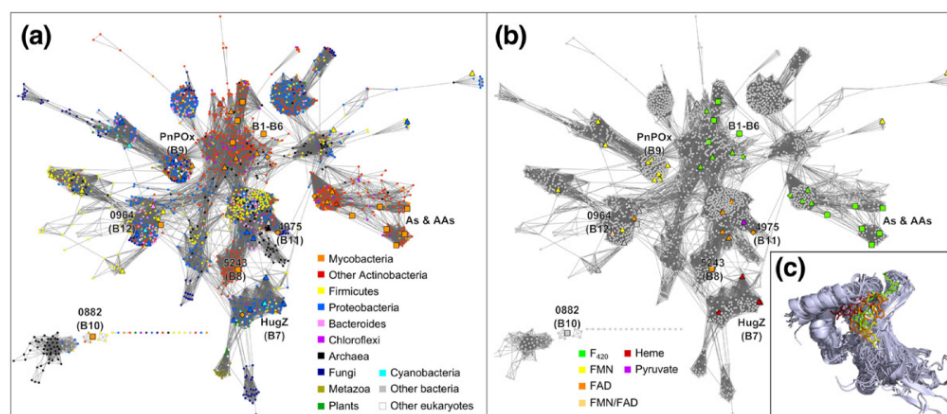 (a)
B1-B6
PnPOx
(B9)
As & AAs
0964
(B12)
4975
(B11)
5243
(B8)
HugZ
(B7)
0882
(B10)
Mycobacteria
Other Actinobacteria
Firmicutes
Proteobacteria
Bacteroides
Chloroflexi
Archaea
Fungi
Metazoa
Plants
Cyanobacteria
Other bacteria
Other eukaryotes
(b)
B1-B6
PnPOx
(B9)
As & AAs
0964
(B12)
4975
(B11)
5243
(B8)
HugZ
(B7)
0882
(B10)
F420
FMN
FAD
FMN/FAD
Heme
Pyruvate
(c)